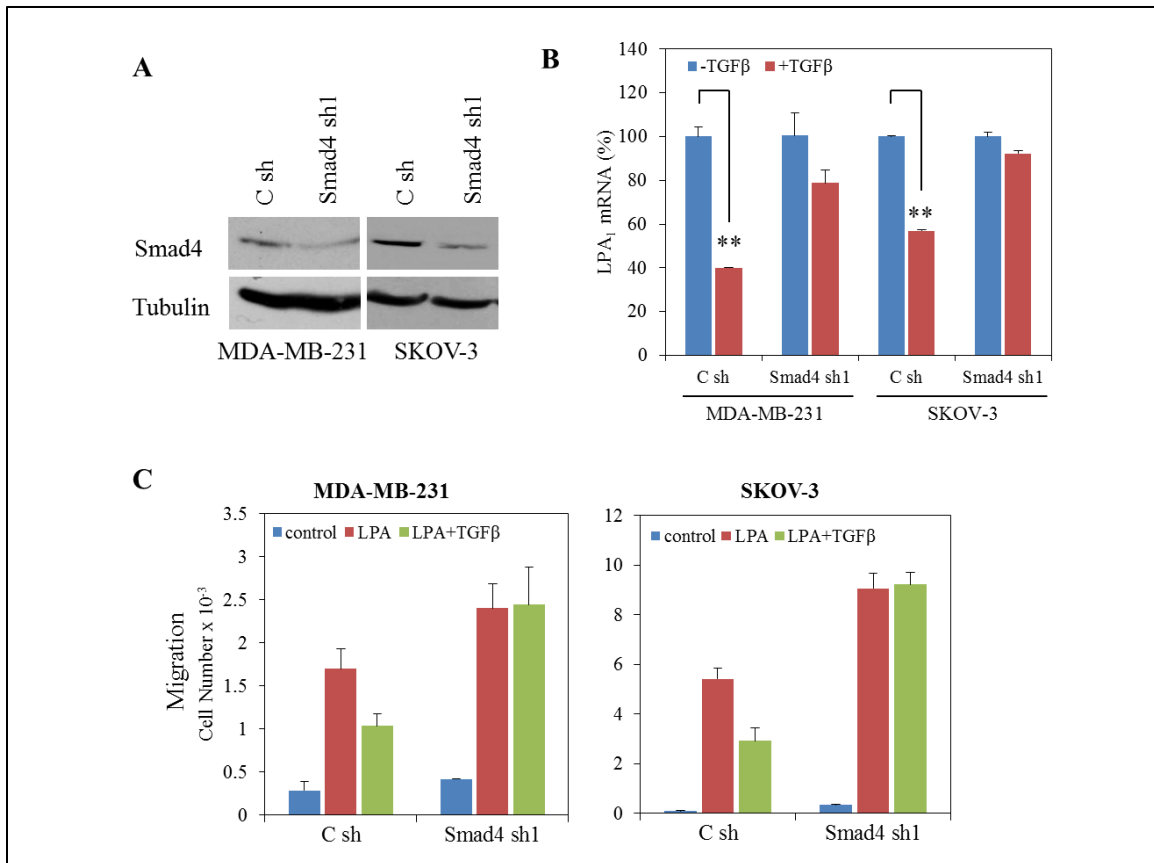 A
C sh
Smad4 sh1
C sh
Smad4 sh1
Smad4
Tubulin
MDA-MB-231 SKOV-3
B
-TGFβ +TGFβ
LPA₁ mRNA (%)
140
120
100
80
60
40
20
0
**
**
C sh Smad4 sh1 C sh Smad4 sh1
MDA-MB-231 SKOV-3
C
MDA-MB-231
control LPA LPA+TGFβ
Migration
Cell Number x 10⁻³
3.5
3
2.5
2
1.5
1
0.5
0
C sh Smad4 sh1
SKOV-3
control LPA LPA+TGFβ
12
10
8
6
4
2
0
C sh Smad4 sh1